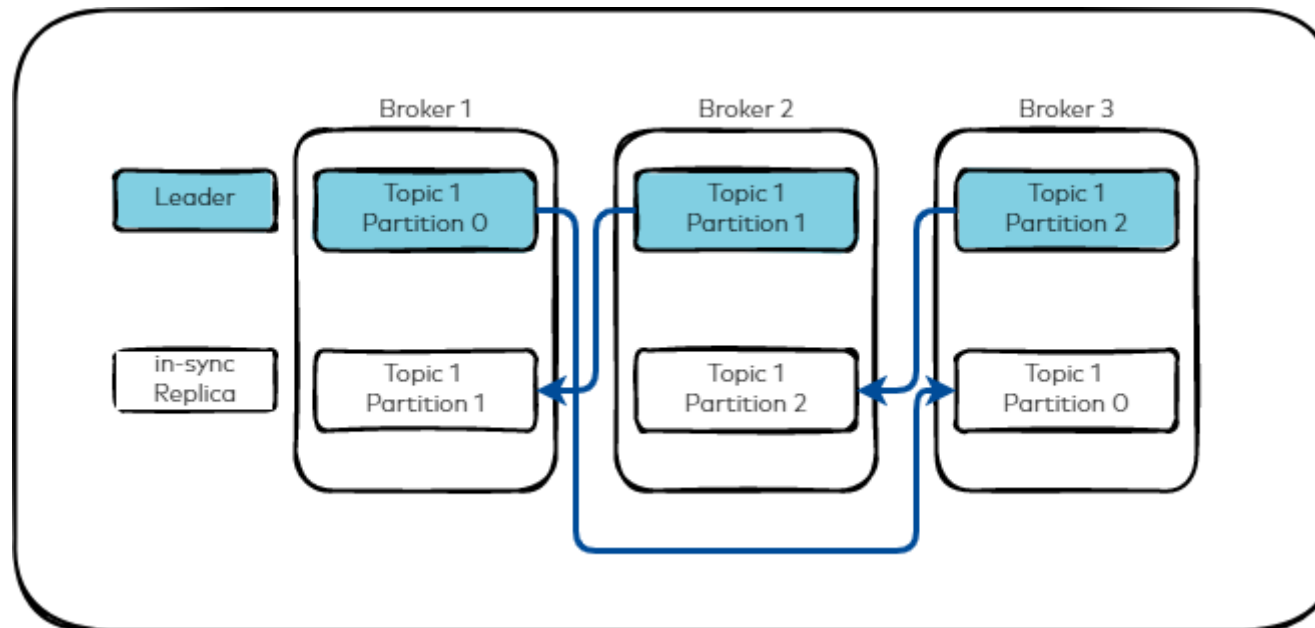 Broker 1
Broker 2
Broker 3
Leader
Topic 1
Partition 0
Topic 1
Partition 1
Topic 1
Partition 2
in-sync
Replica
Topic 1
Partition 1
Topic 1
Partition 2
Topic 1
Partition 0